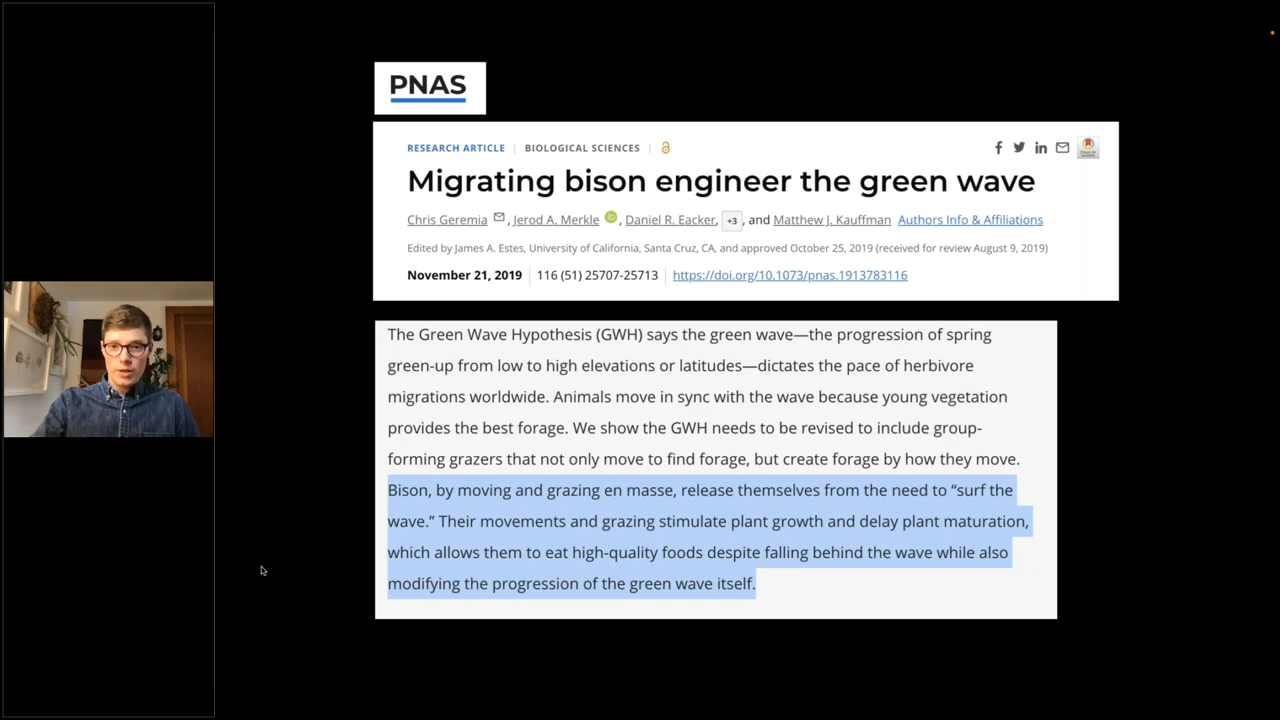 PNAS
RESEARCH ARTICLE | BIOLOGICAL SCIENCES |
Migrating bison engineer the green wave
Chris Geremia, Jerod A. Merkle, Daniel R. Eacker, +3, and Matthew J. Kauffman Authors Info & Affiliations
Edited by James A. Estes, University of California, Santa Cruz, CA, and approved October 25, 2019 (received for review August 9, 2019)
November 21, 2019 | 116 (51) 25707-25713 | https://doi.org/10.1073/pnas.1913783116
The Green Wave Hypothesis (GWH) says the green wave—the progression of spring
green-up from low to high elevations or latitudes—dictates the pace of herbivore
migrations worldwide. Animals move in sync with the wave because young vegetation
provides the best forage. We show the GWH needs to be revised to include group-
forming grazers that not only move to find forage, but create forage by how they move.
Bison, by moving and grazing en masse, release themselves from the need to “surf the
wave.” Their movements and grazing stimulate plant growth and delay plant maturation,
which allows them to eat high-quality foods despite falling behind the wave while also
modifying the progression of the green wave itself.